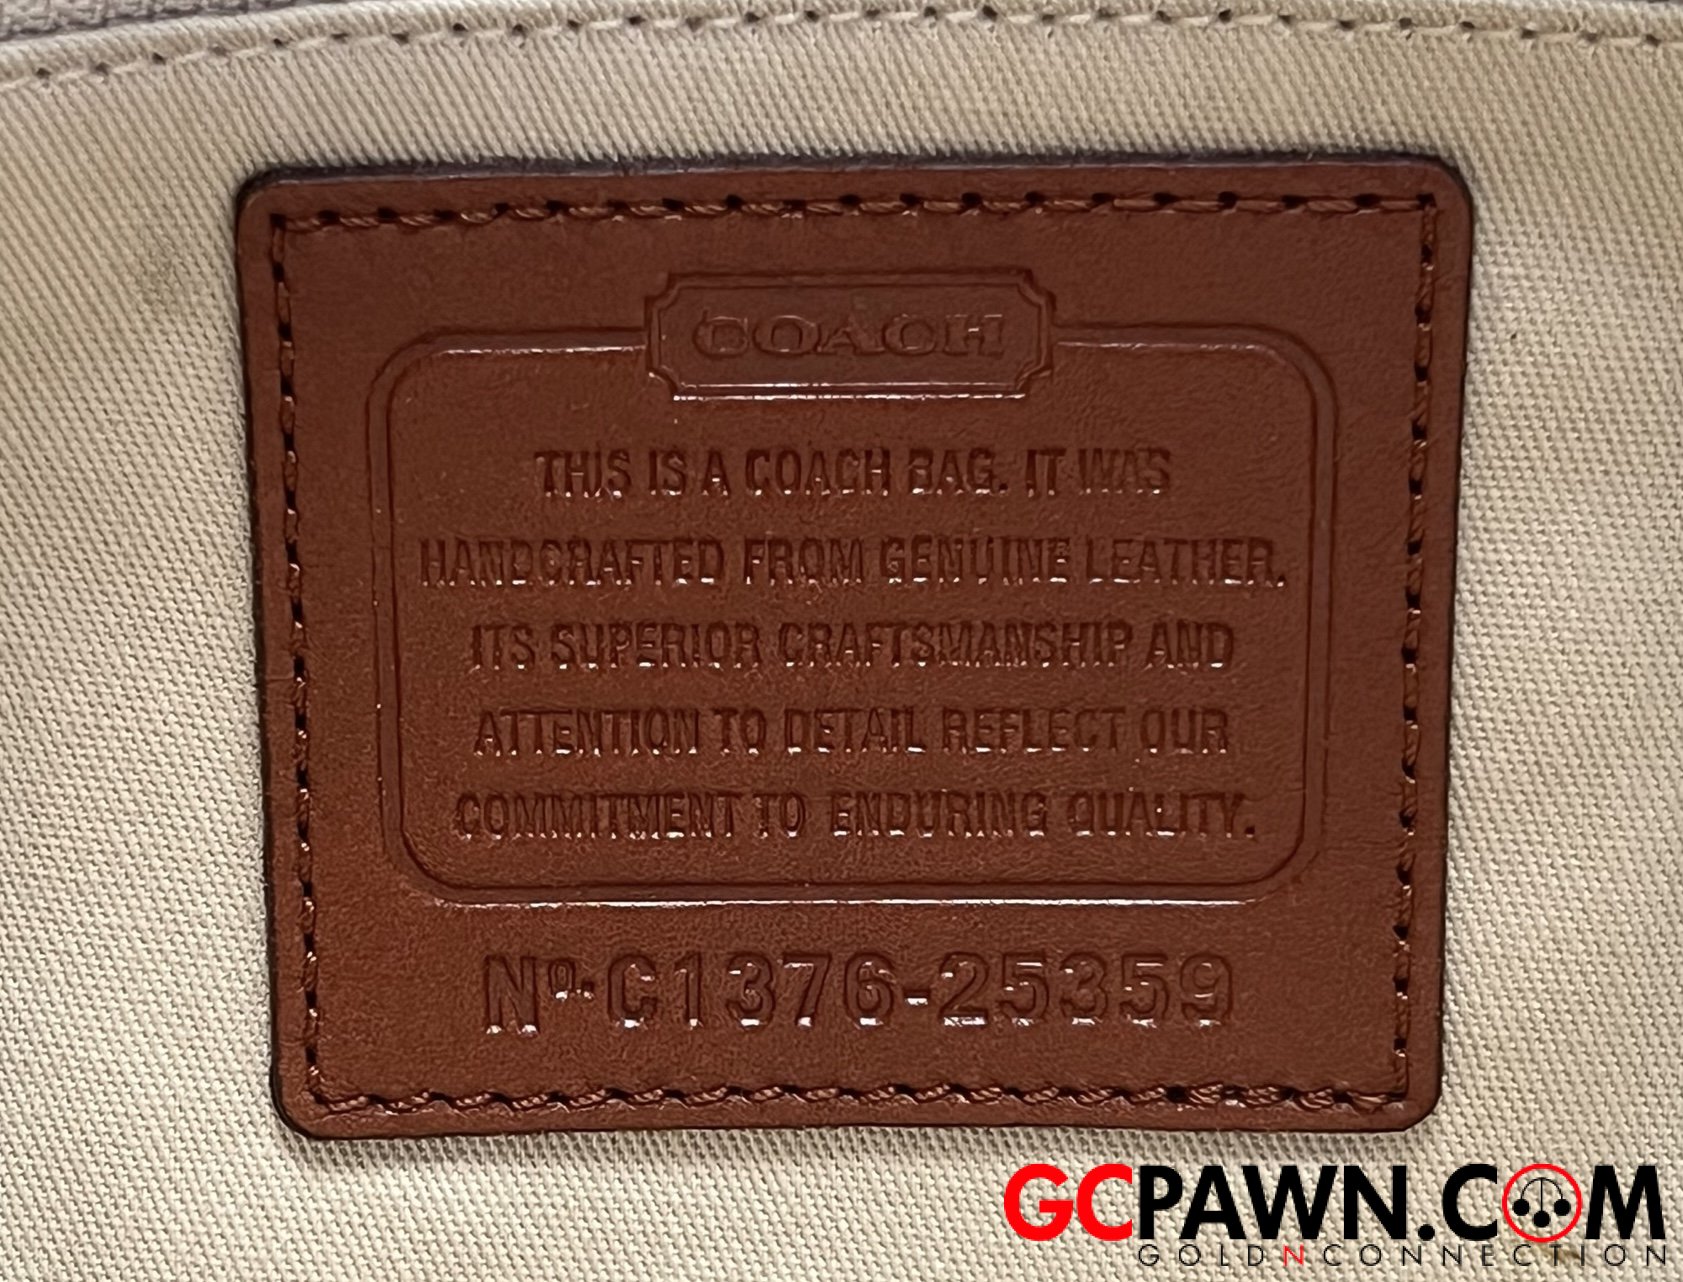 COACH
THIS IS A COACH BAG. IT WAS
HANDCRAFTED FROM GENUINE LEATHER.
ITS SUPERIOR CRAFTSMANSHIP AND
ATTENTION TO DETAIL REFLECT OUR
COMMITMENT TO ENDURING QUALITY.
Nº·C1376-25359
GCPAWN.COM
GOLDNCONNECTION